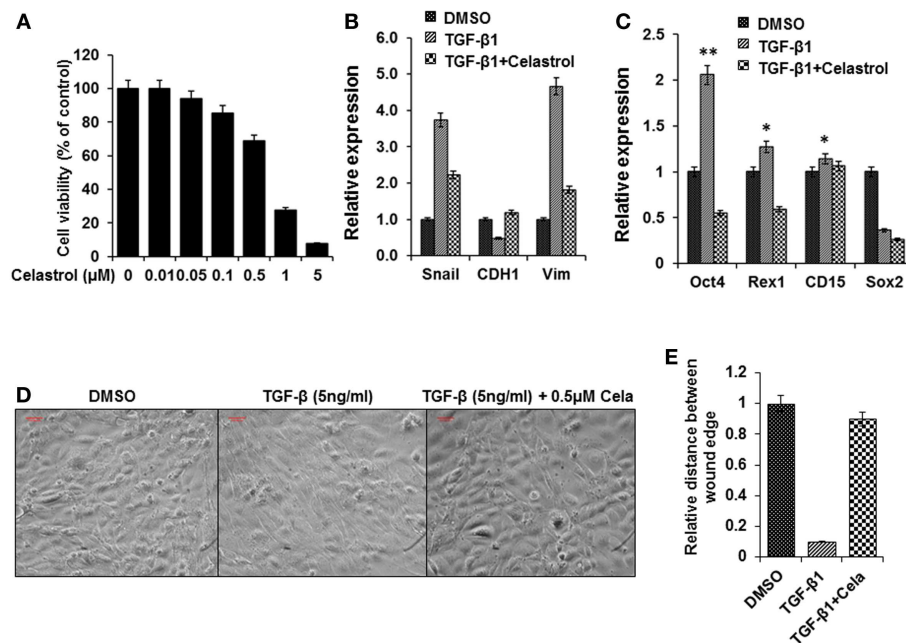 A
Cell viability (% of control)
120
100
80
60
40
20
0
Celastrol (µM) 0 0.01 0.05 0.1 0.5 1 5
B
DMSO
TGF-β1
TGF-β1+Celastrol
Relative expression
6.0
5.0
4.0
3.0
2.0
1.0
0.0
Snail CDH1 Vim
C
DMSO
TGF-β1
TGF-β1+Celastrol
Relative expression
2.5
2
1.5
1
0.5
0
**
*
*
Oct4 Rex1 CD15 Sox2
D
DMSO TGF-β (5ng/ml) TGF-β (5ng/ml) + 0.5µM Cela
E
Relative distance between
wound edge
1.2
1
0.8
0.6
0.4
0.2
0
DMSO
TGF-β1
TGF-β1+Cela